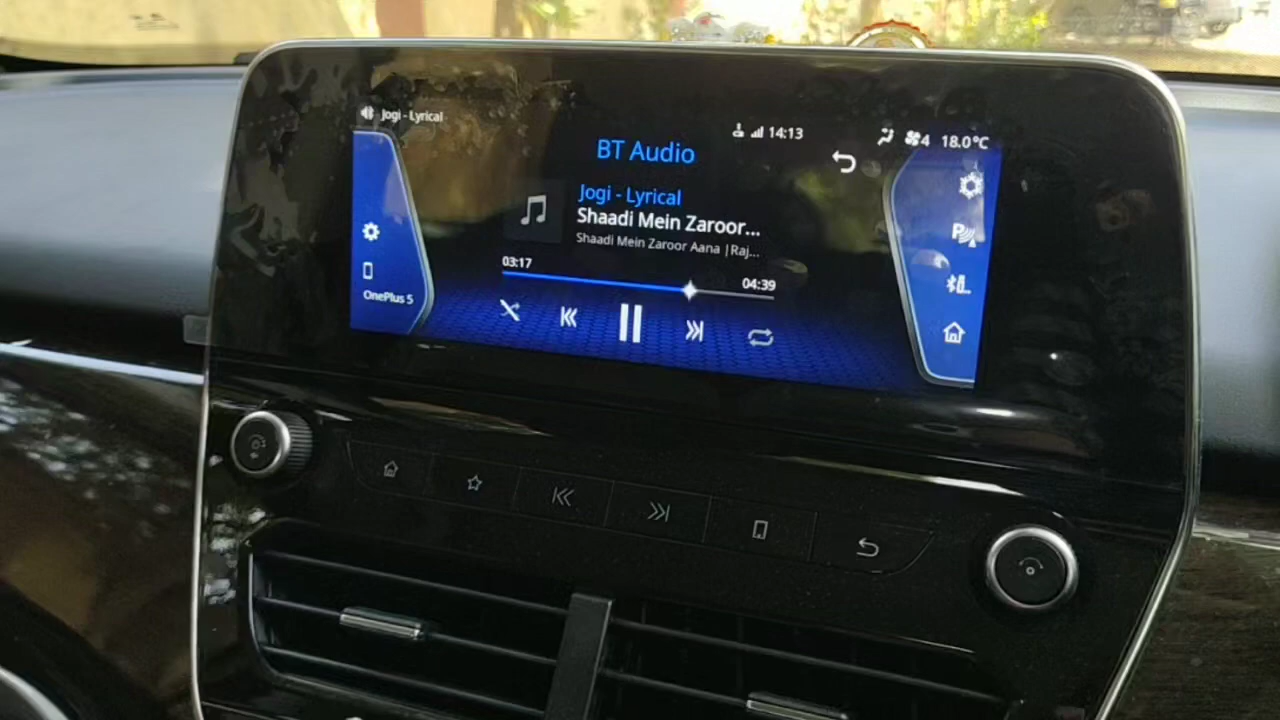 Jogi - Lyrical
14:13
4 18.0°C
BT Audio
Jogi - Lyrical
Shaadi Mein Zaroor...
Shaadi Mein Zaroor Aana |Raj...
03:17
04:39
OnePlus 5
P